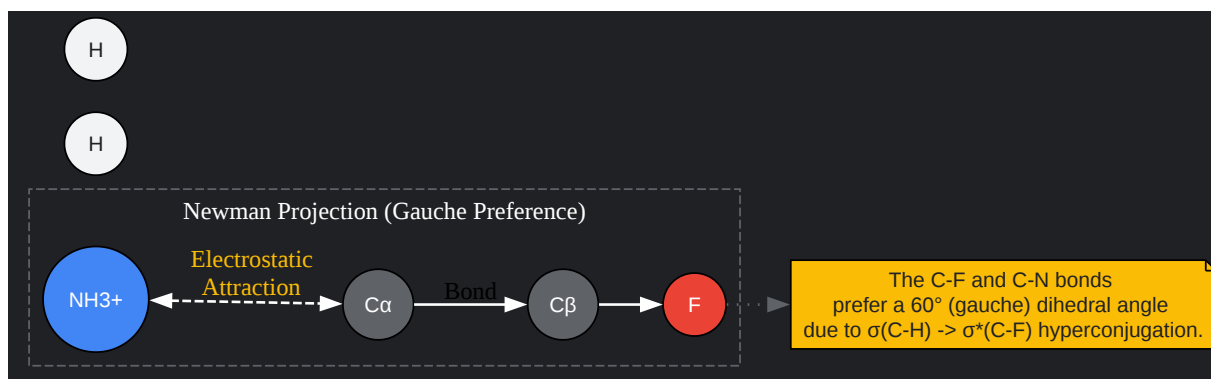 H
H
Newman Projection (Gauche Preference)
Electrostatic
Attraction
NH3+
Cα
Bond
Cβ
F
The C-F and C-N bonds
prefer a 60° (gauche) dihedral angle
due to σ(C-H) -> σ*(C-F) hyperconjugation.